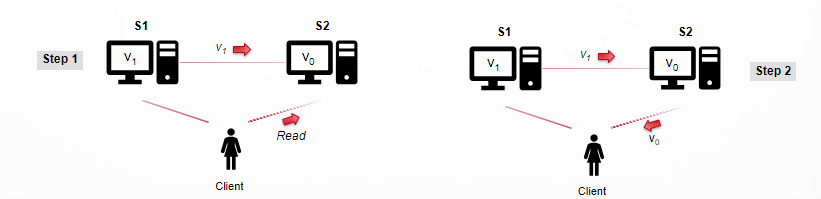 S1
S2
Step 1
V1
v1
V0
Read
Client
S1
S2
V1
v1
V0
Step 2
v0
Client